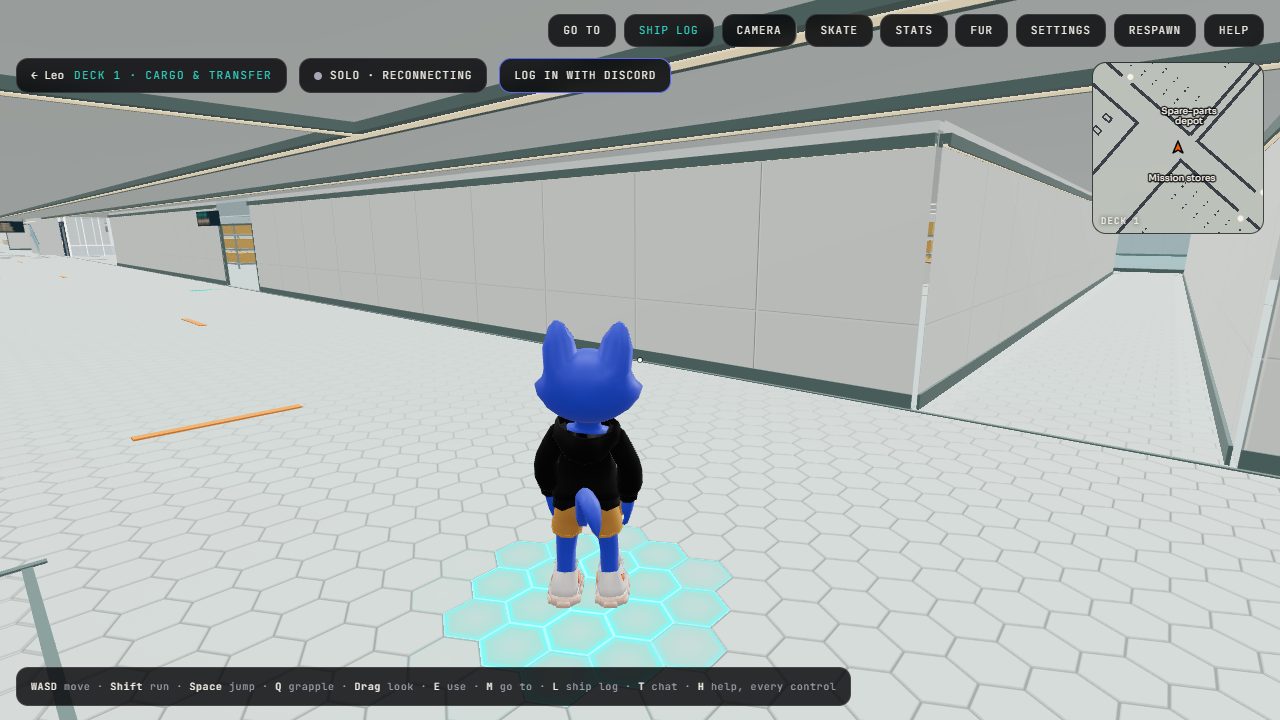 GO TO
SHIP LOG
CAMERA
SKATE
STATS
FUR
SETTINGS
RESPAWN
HELP
← Leo DECK 1 · CARGO & TRANSFER
SOLO · RECONNECTING
LOG IN WITH DISCORD
Spare-parts
depot
Mission stores
DECK 1
WASD move · Shift run · Space jump · Q grapple · Drag look · E use · M go to · L ship log · T chat · H help, every control